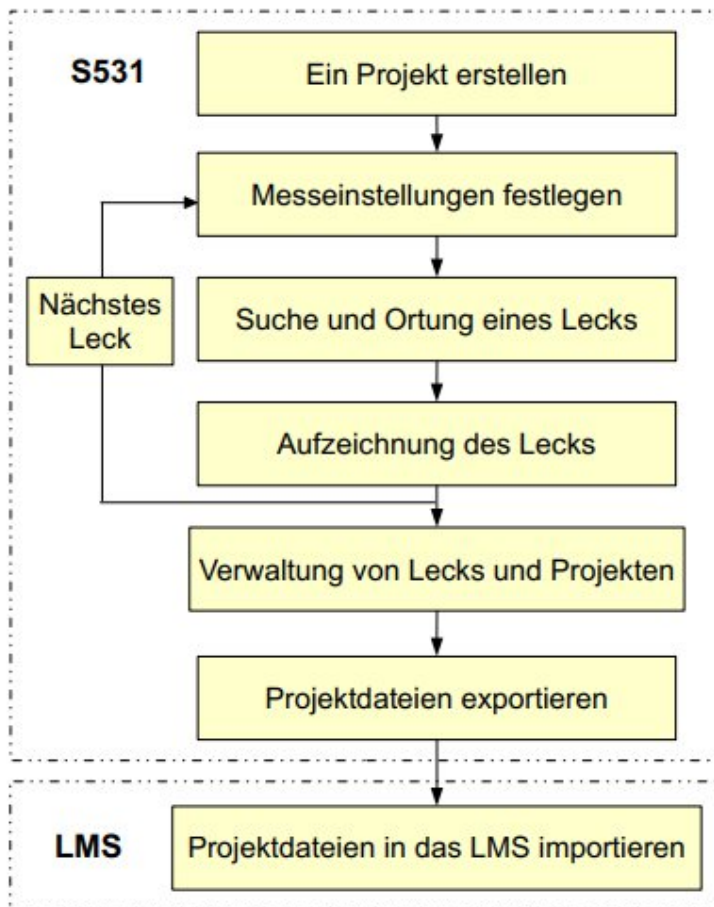 S531
Ein Projekt erstellen
Messeinstellungen festlegen
Nächstes
Leck
Suche und Ortung eines Lecks
Aufzeichnung des Lecks
Verwaltung von Lecks und Projekten
Projektdateien exportieren
LMS
Projektdateien in das LMS importieren